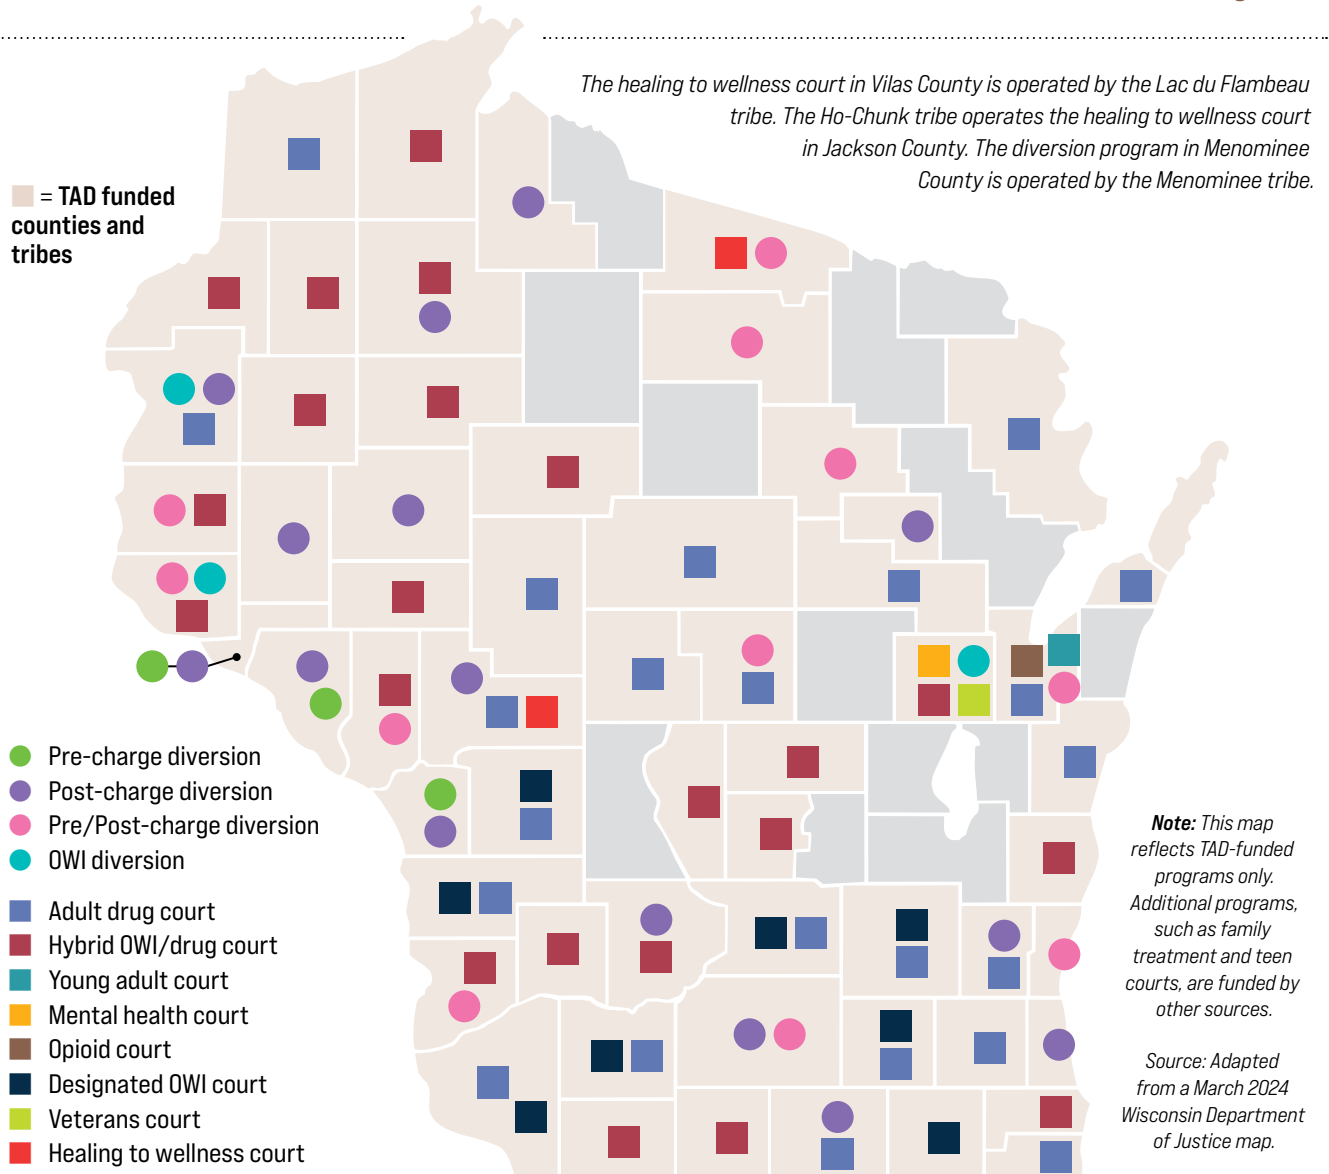 The healing to wellness court in Vilas County is operated by the Lac du Flambeau
tribe. The Ho-Chunk tribe operates the healing to wellness court
in Jackson County. The diversion program in Menominee
County is operated by the Menominee tribe.
= TAD funded
counties and
tribes
Pre-charge diversion
Post-charge diversion
Pre/Post-charge diversion
OWI diversion
Adult drug court
Hybrid OWI/drug court
Young adult court
Mental health court
Opioid court
Designated OWI court
Veterans court
Healing to wellness court
Note: This map
reflects TAD-funded
programs only.
Additional programs,
such as family
treatment and teen
courts, are funded by
other sources.
Source: Adapted
from a March 2024
Wisconsin Department
of Justice map.